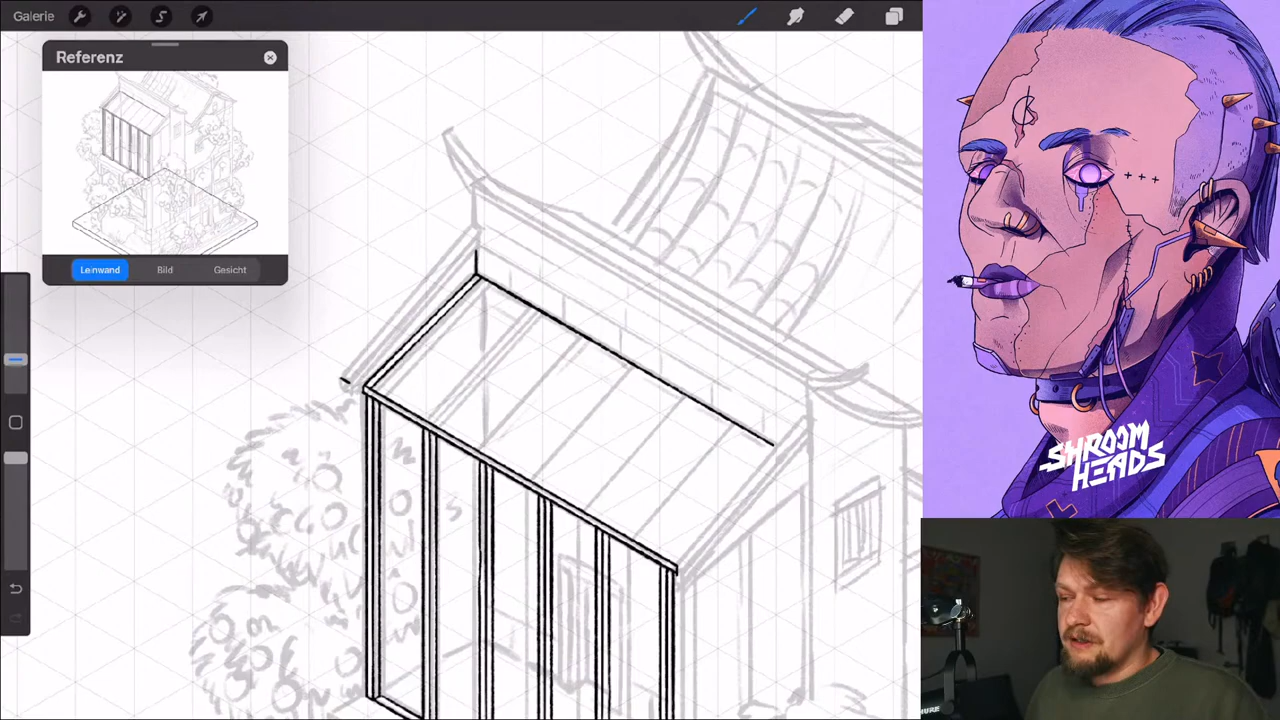 Galerie
Referenz
Leinwand
Bild
Gesicht
SHROOM
HEADS